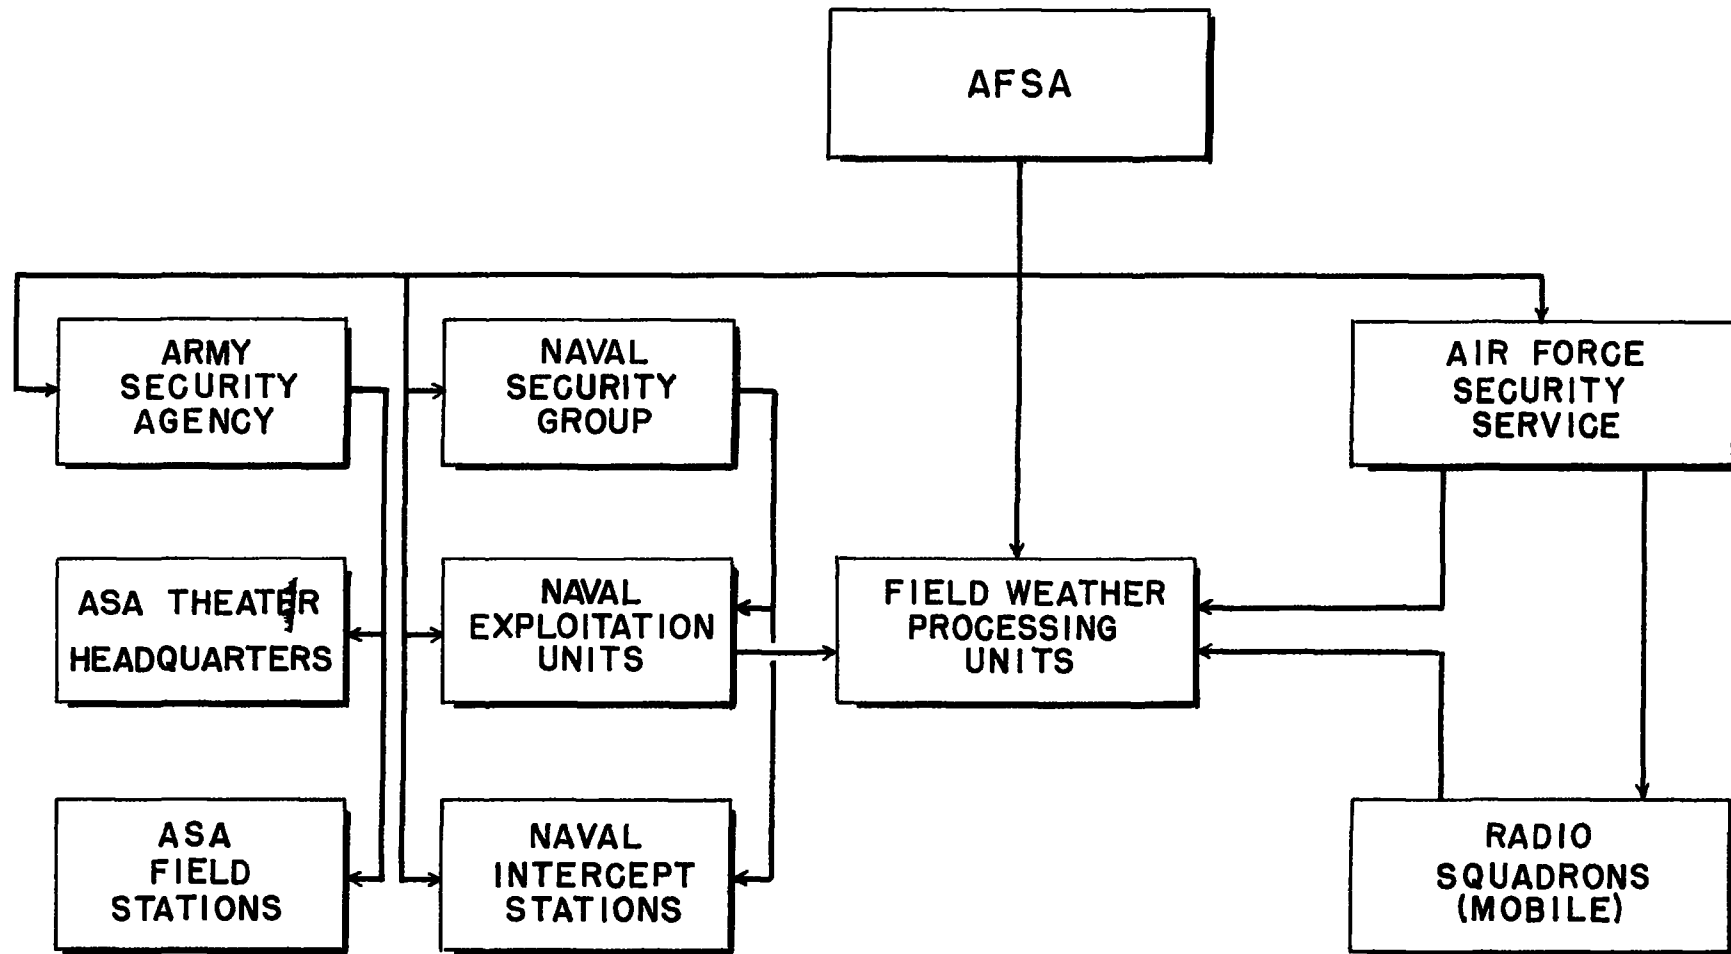 AFSA
ARMY
SECURITY
AGENCY
NAVAL
SECURITY
GROUP
AIR FORCE
SECURITY
SERVICE
ASA THEATER
HEADQUARTERS
NAVAL
EXPLOITATION
UNITS
FIELD WEATHER
PROCESSING
UNITS
ASA
FIELD
STATIONS
NAVAL
INTERCEPT
STATIONS
RADIO
SQUADRONS
(MOBILE)